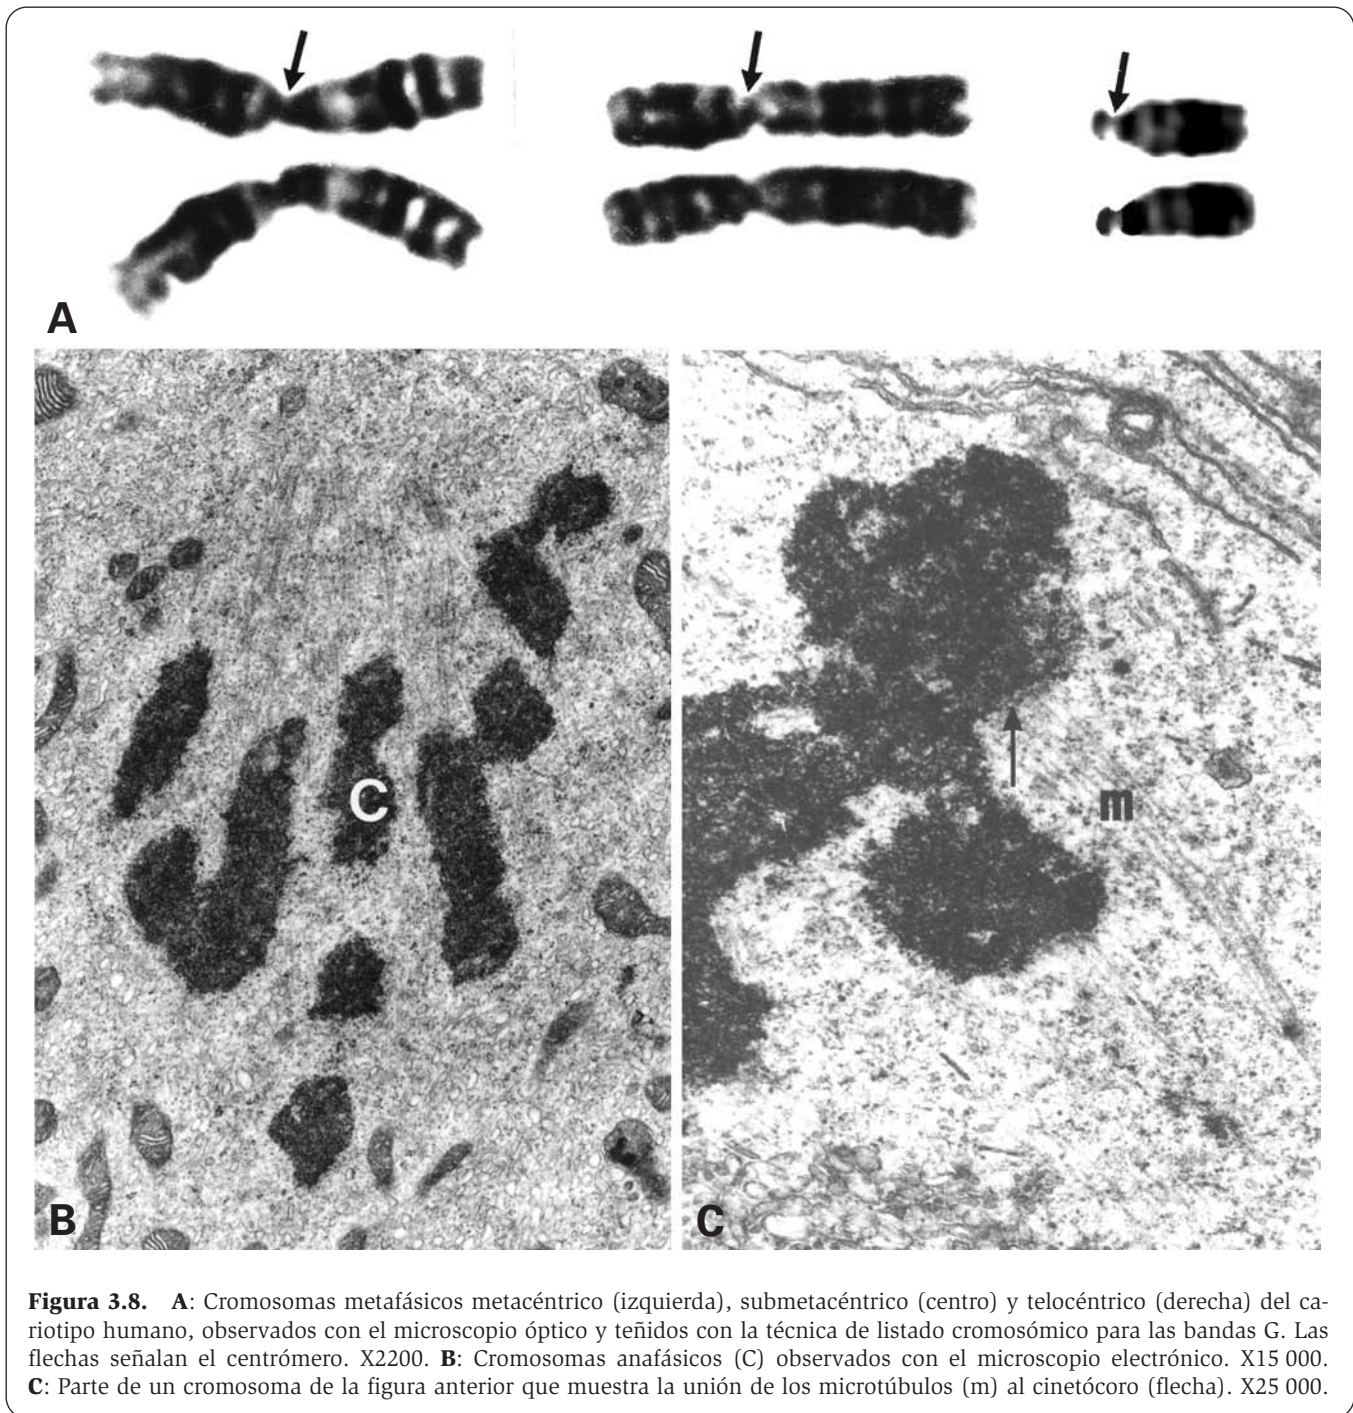 A
C
m
B
C
Figura 3.8. A: Cromosomas metafásicos metacéntrico (izquierda), submetacéntrico (centro) y telocéntrico (derecha) del ca-
riotipo humano, observados con el microscopio óptico y teñidos con la técnica de listado cromosómico para las bandas G. Las
flechas señalan el centrómero. X2200. B: Cromosomas anafásicos (C) observados con el microscopio electrónico. X15 000.
C: Parte de un cromosoma de la figura anterior que muestra la unión de los microtúbulos (m) al cinetócoro (flecha). X25 000.